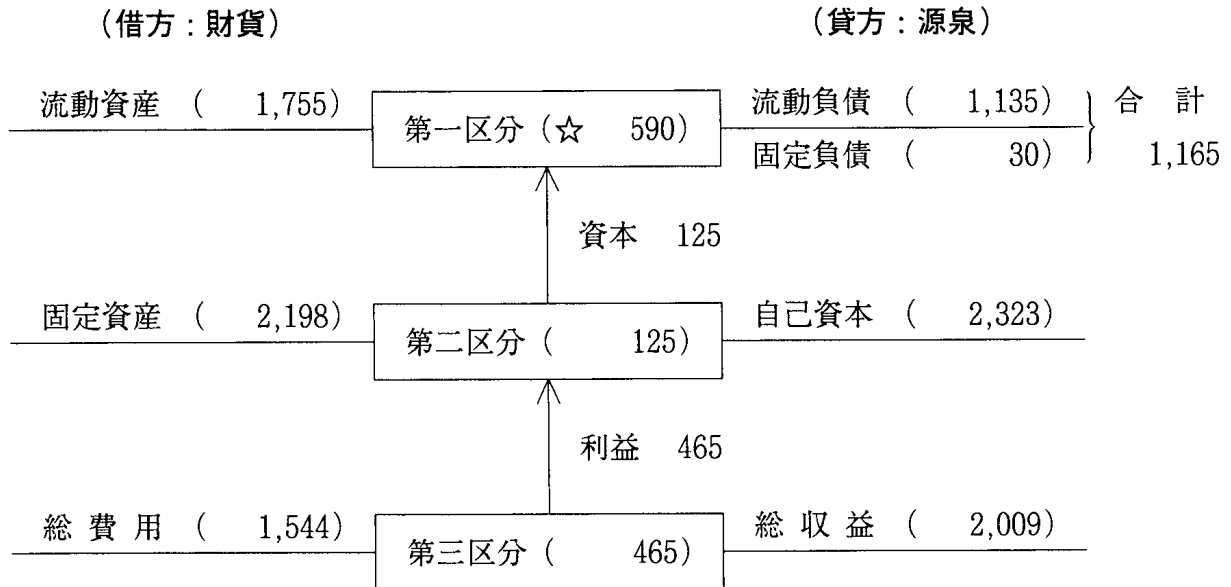 (借方：財貨) (貸方：源泉)
流動資産 ( 1,755) 第一区分 (☆ 590) 流動負債 ( 1,135) 合 計
固定負債 ( 30) 1,165
資本 125
固定資産 ( 2,198) 第二区分 ( 125) 自己資本 ( 2,323)
利益 465
総 費 用 ( 1,544) 第三区分 ( 465) 総 収 益 ( 2,009)